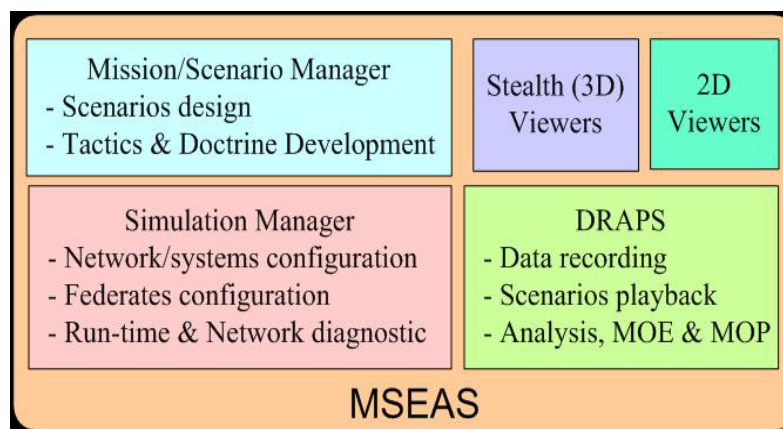 Mission/Scenario Manager
- Scenarios design
- Tactics & Doctrine Development
Stealth (3D)
Viewers
2D
Viewers
Simulation Manager
- Network/systems configuration
- Federates configuration
- Run-time & Network diagnostic
DRAPS
- Data recording
- Scenarios playback
- Analysis, MOE & MOP
MSEAS